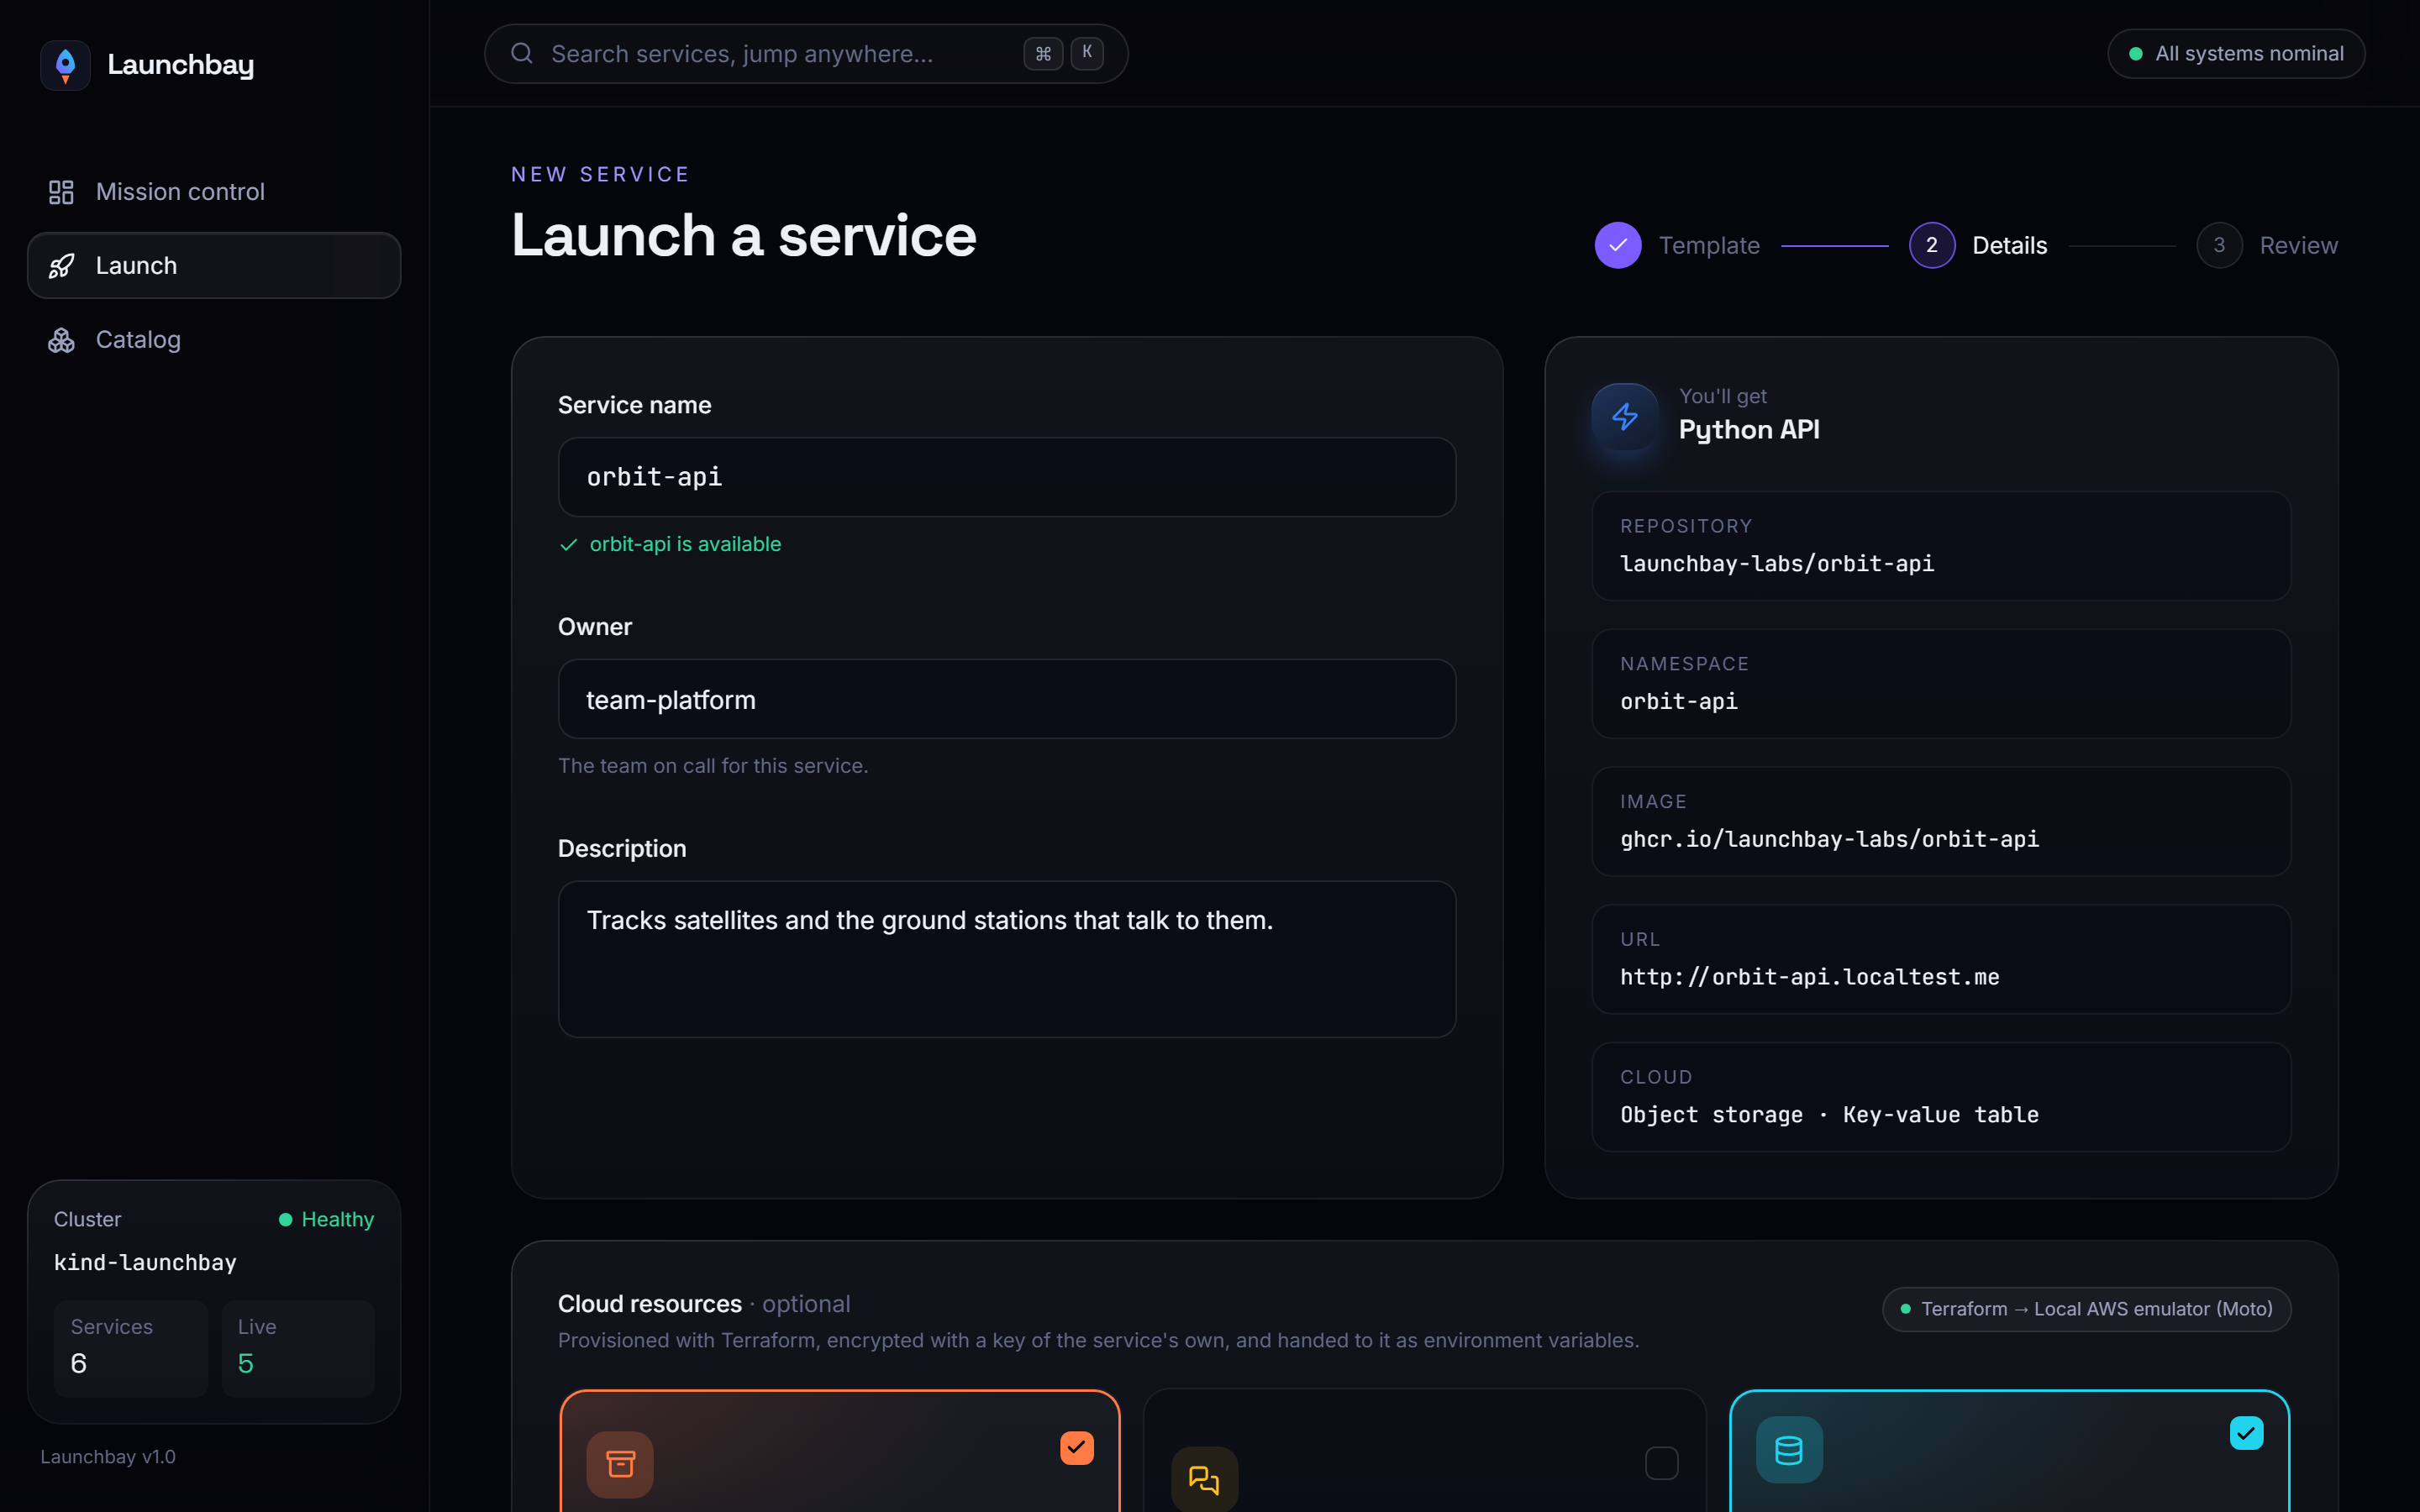 Launchbay
Search services, jump anywhere...
⌘ K
All systems nominal
Mission control
Launch
Catalog
NEW SERVICE
Launch a service
Template
2 Details
3 Review
Service name
orbit-api
orbit-api is available
Owner
team-platform
The team on call for this service.
Description
Tracks satellites and the ground stations that talk to them.
You'll get
Python API
REPOSITORY
launchbay-labs/orbit-api
NAMESPACE
orbit-api
IMAGE
ghcr.io/launchbay-labs/orbit-api
URL
http://orbit-api.localtest.me
CLOUD
Object storage · Key-value table
Cluster
Healthy
kind-launchbay
Services
6
Live
5
Launchbay v1.0
Cloud resources · optional
Provisioned with Terraform, encrypted with a key of the service's own, and handed to it as environment variables.
Terraform → Local AWS emulator (Moto)